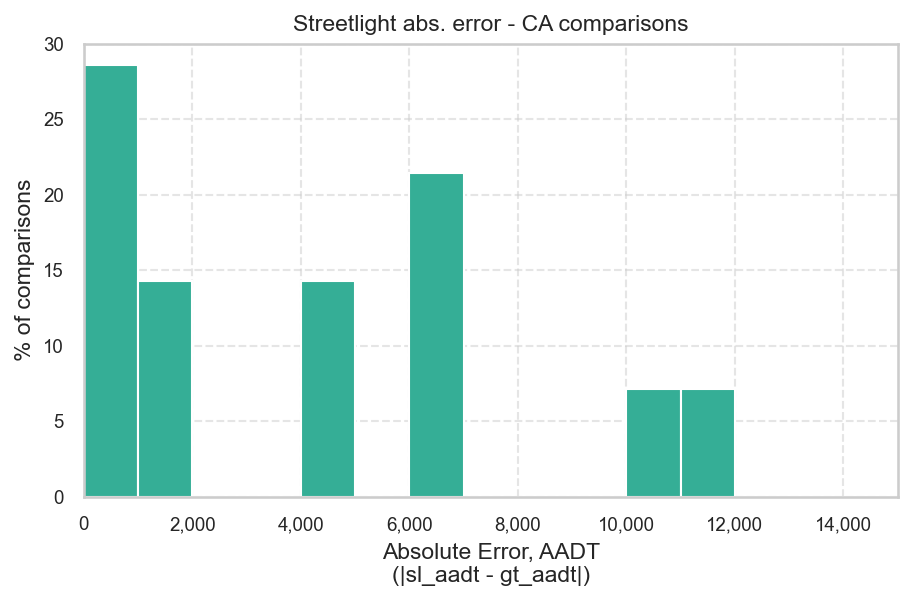 Streetlight abs. error - CA comparisons
30
25
20
15
10
5
0
% of comparisons
0 2,000 4,000 6,000 8,000 10,000 12,000 14,000
Absolute Error, AADT
(|sl_aadt - gt_aadt|)